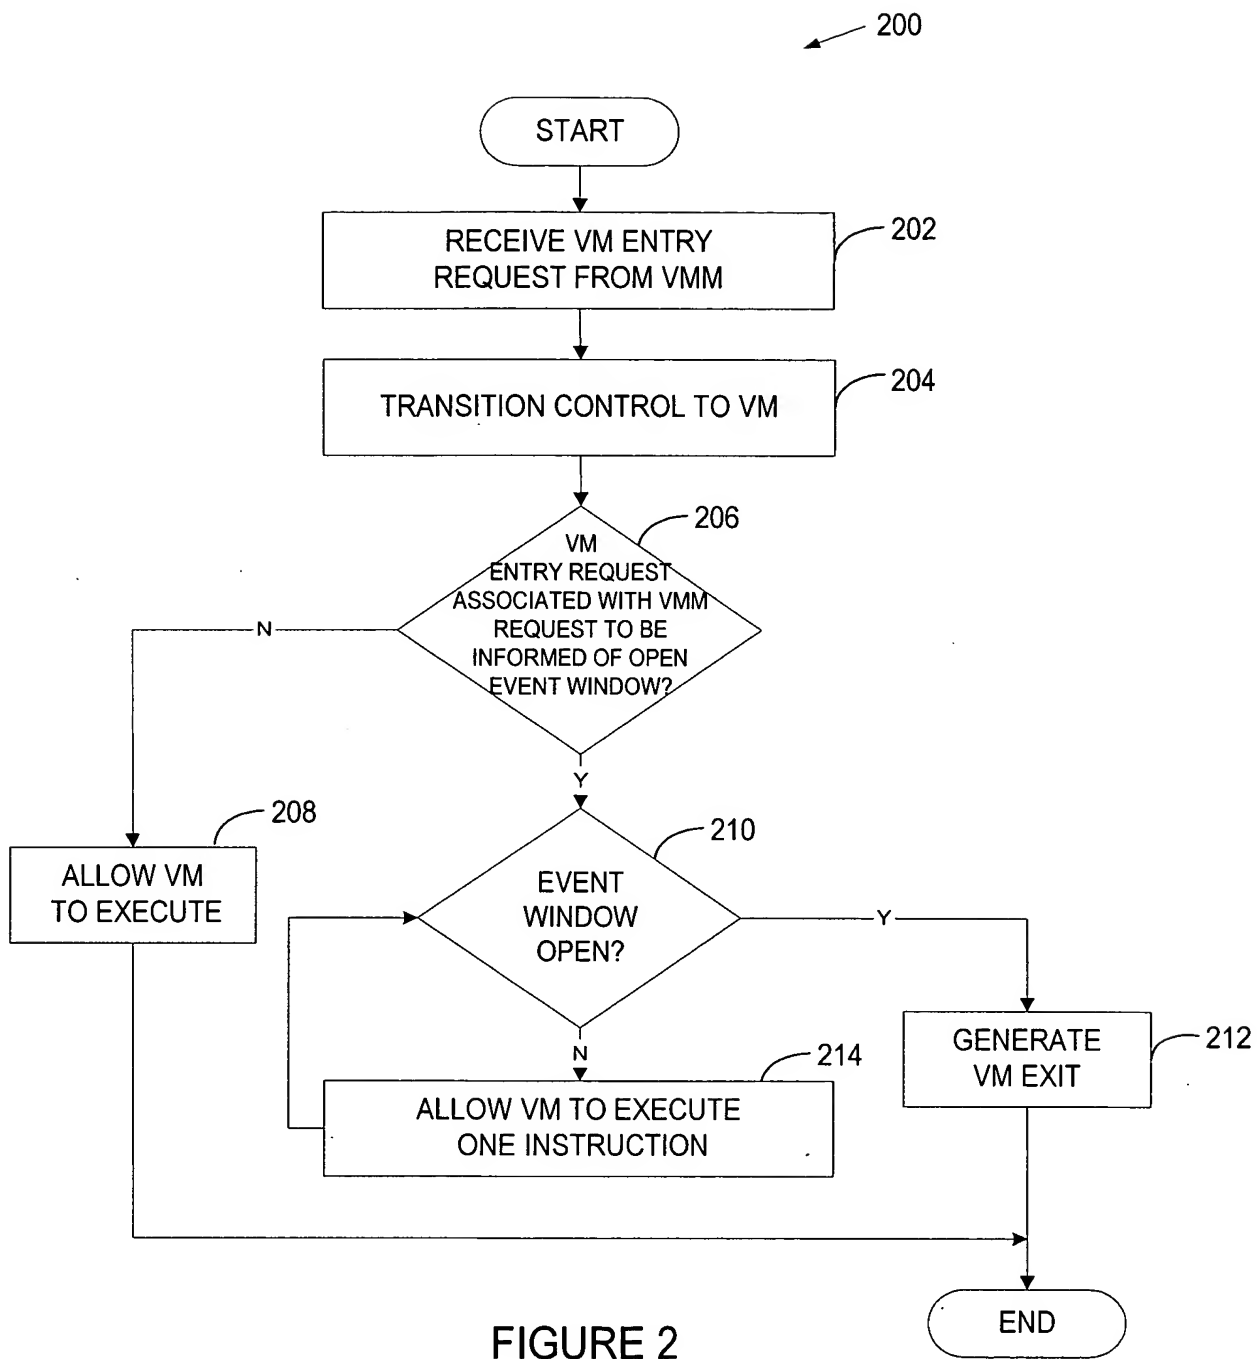 200
START
RECEIVE VM ENTRY
REQUEST FROM VMM
202
TRANSITION CONTROL TO VM
204
206
VM
ENTRY REQUEST
ASSOCIATED WITH VMM
REQUEST TO BE
INFORMED OF OPEN
EVENT WINDOW?
N
Y
208
ALLOW VM
TO EXECUTE
210
EVENT
WINDOW
OPEN?
Y
N
GENERATE
VM EXIT
212
214
ALLOW VM TO EXECUTE
ONE INSTRUCTION
END
FIGURE 2